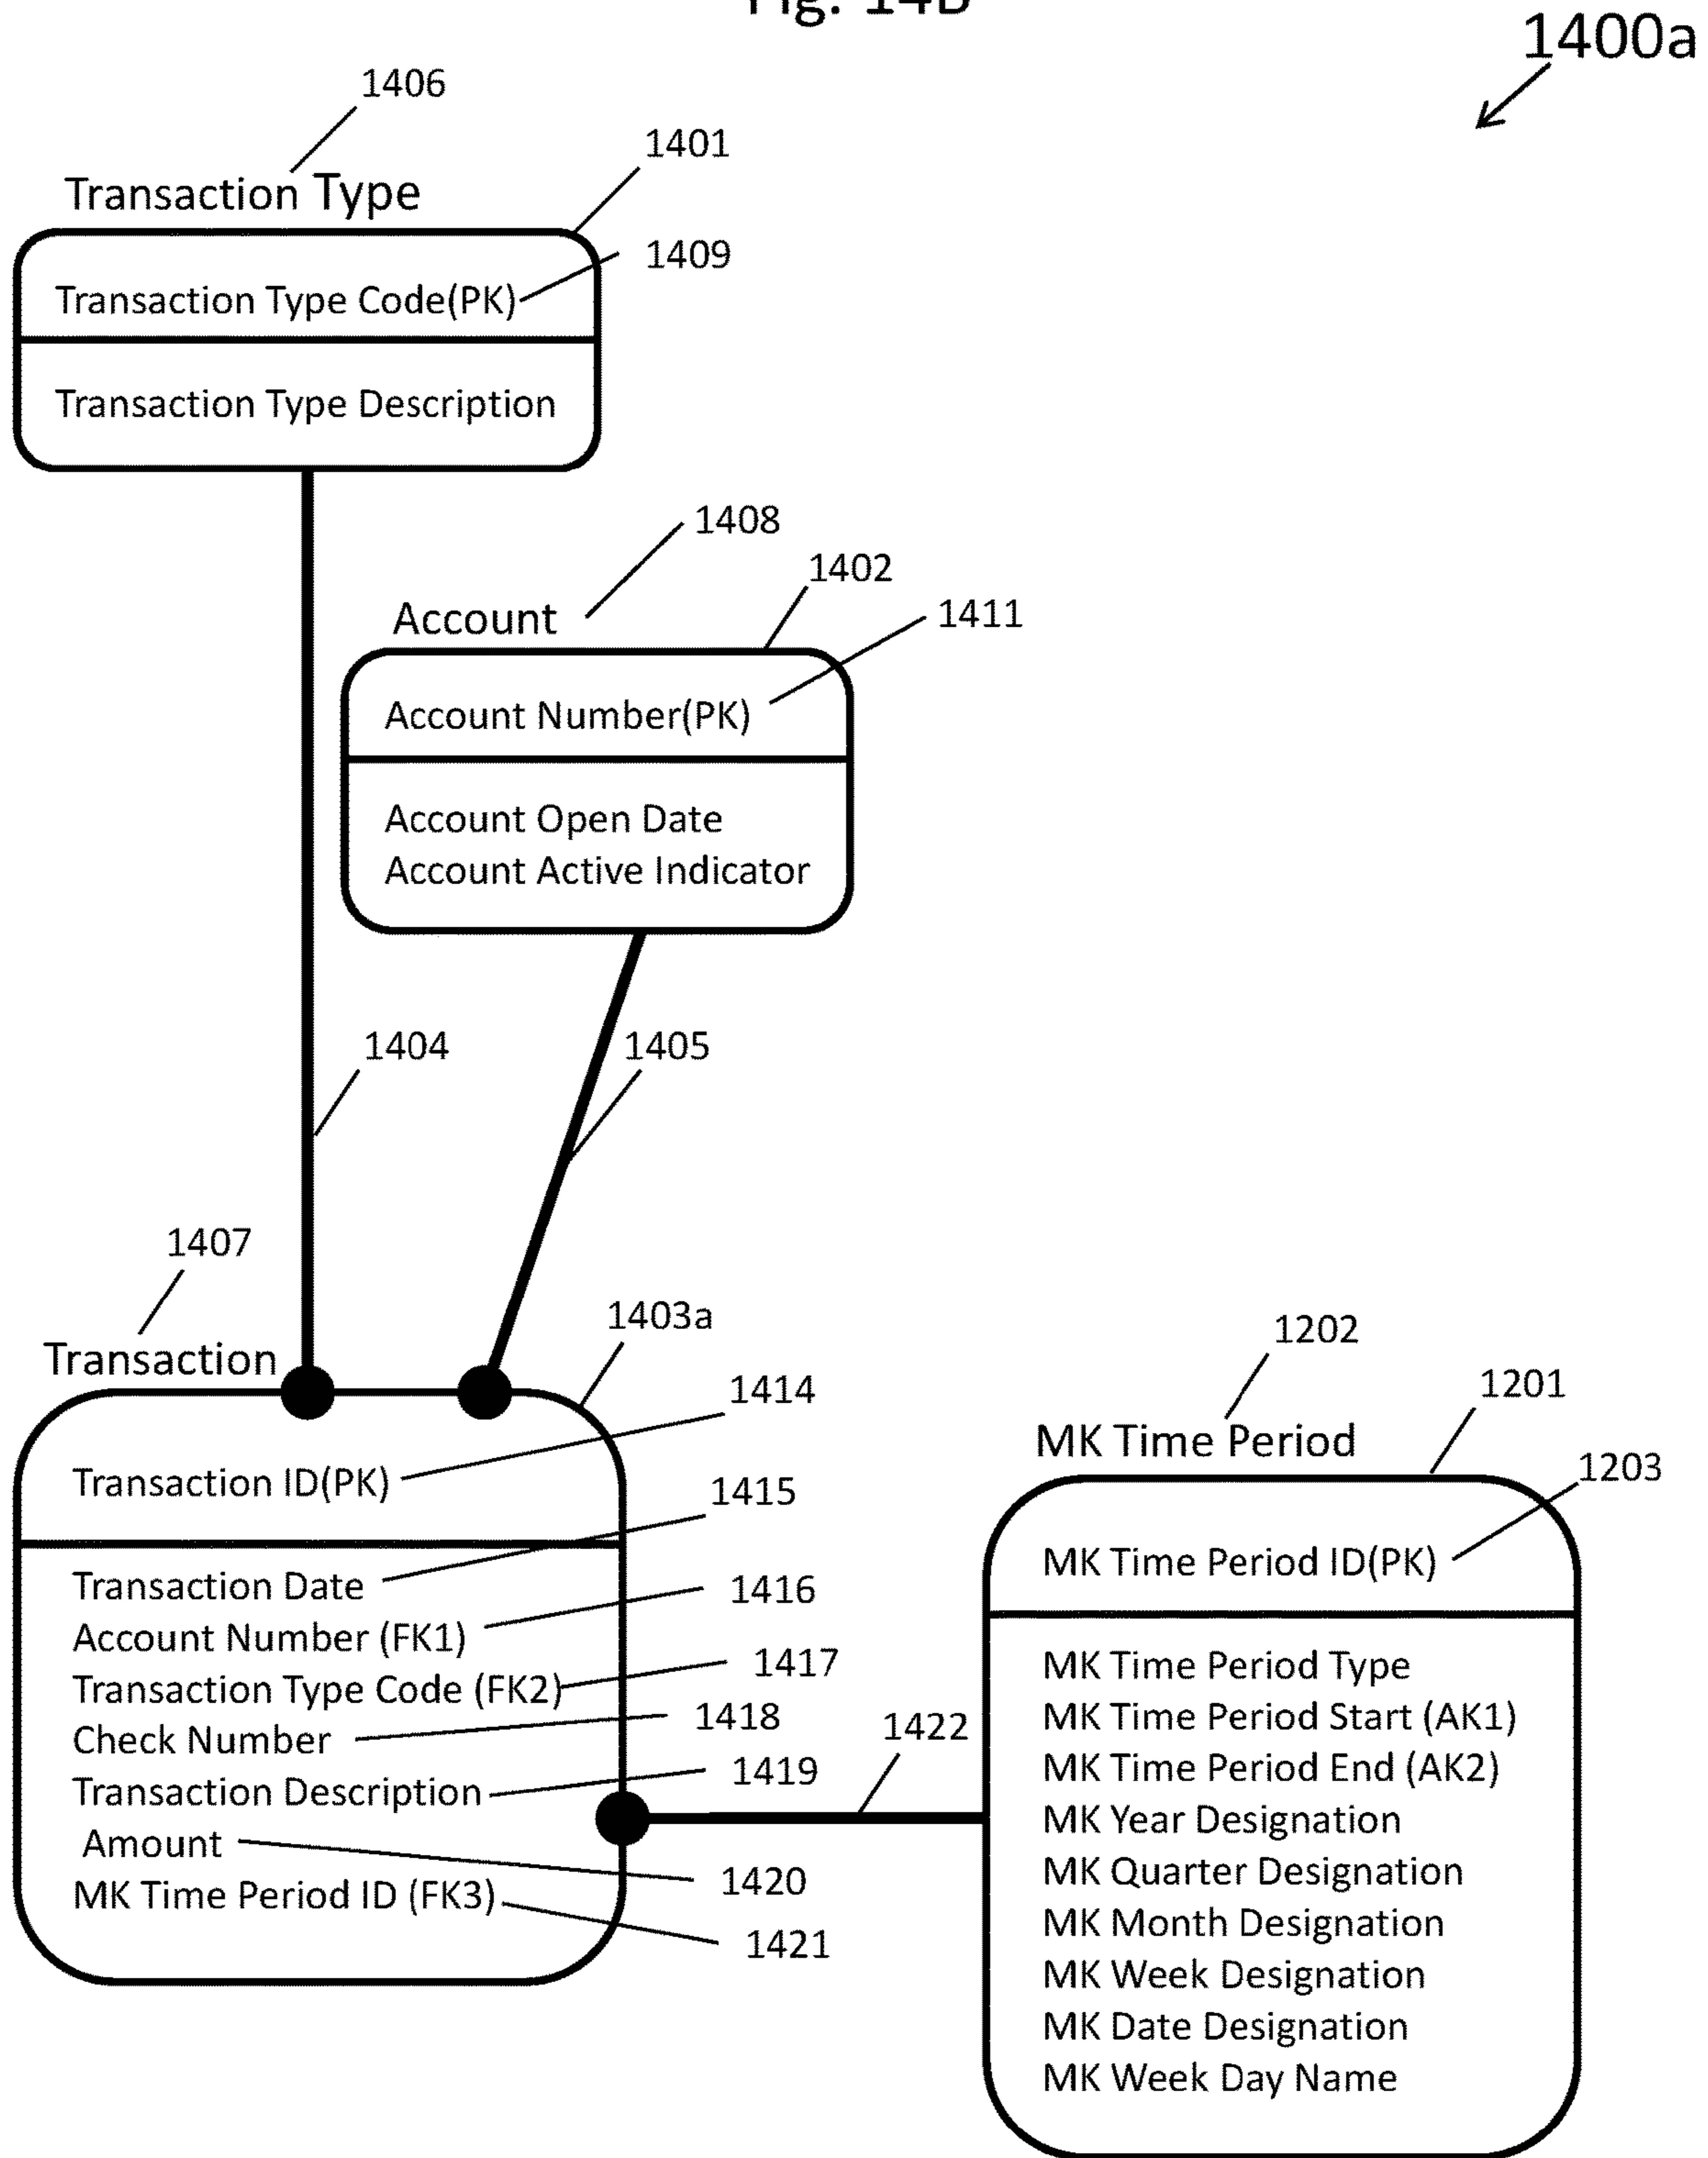 Fig. 14B
1400a
1406
1401
Transaction Type
1409
Transaction Type Code(PK)
Transaction Type Description
1408
1402
Account
1411
Account Number(PK)
Account Open Date
Account Active Indicator
1404
1405
1407
1403a
Transaction
1414
Transaction ID(PK)
1415
Transaction Date
1416
Account Number (FK1)
1417
Transaction Type Code (FK2)
1418
Check Number
1419
Transaction Description
Amount
1420
MK Time Period ID (FK3)
1421
1422
1202
1201
MK Time Period
1203
MK Time Period ID(PK)
MK Time Period Type
MK Time Period Start (AK1)
MK Time Period End (AK2)
MK Year Designation
MK Quarter Designation
MK Month Designation
MK Week Designation
MK Date Designation
MK Week Day Name